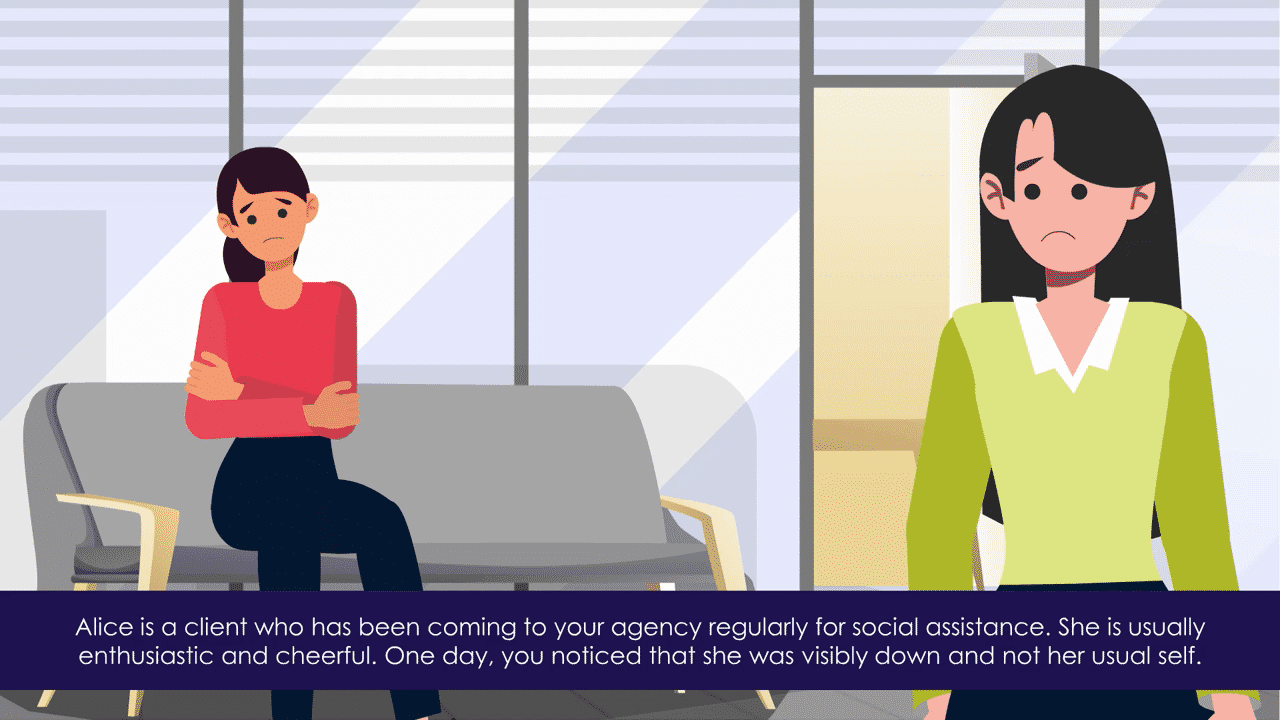 Alice is a client who has been coming to your agency regularly for social assistance. She is usually
enthusiastic and cheerful. One day, you noticed that she was visibly down and not her usual self.